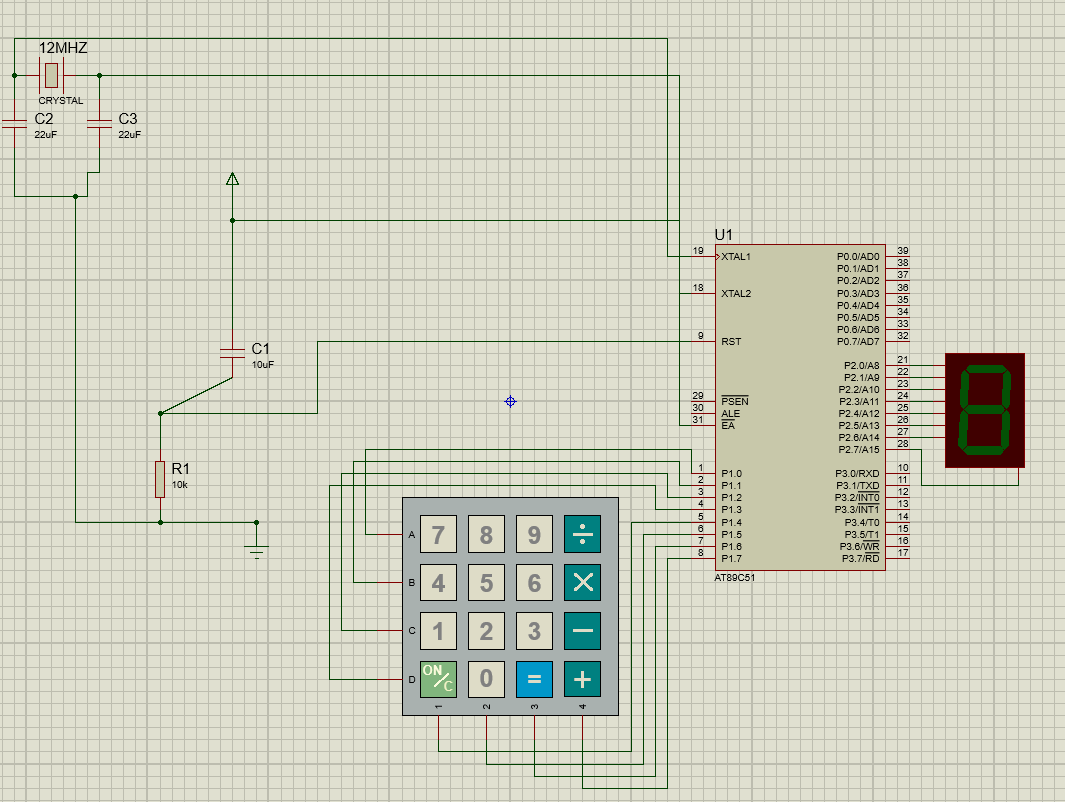 12MHZ
CRYSTAL
C2
22uF
C3
22uF
C1
10uF
R1
10k
U1
19 XTAL1 P0.0/AD0 39
P0.1/AD1 38
P0.2/AD2 37
18 XTAL2 P0.3/AD3 36
P0.4/AD4 35
P0.5/AD5 34
P0.6/AD6 33
9 RST P0.7/AD7 32
P2.0/A8 21
P2.1/A9 22
P2.2/A10 23
29 PSEN P2.3/A11 24
30 ALE P2.4/A12 25
31 EA P2.5/A13 26
P2.6/A14 27
P2.7/A15 28
1 P1.0 P3.0/RXD 10
2 P1.1 P3.1/TXD 11
3 P1.2 P3.2/INT0 12
4 P1.3 P3.3/INT1 13
5 P1.4 P3.4/T0 14
6 P1.5 P3.5/T1 15
7 P1.6 P3.6/WR 16
8 P1.7 P3.7/RD 17
AT89C51
8
A 7 8 9 ÷
B 4 5 6 ×
C 1 2 3 −
D ON/C 0 = +
1 2 3 4